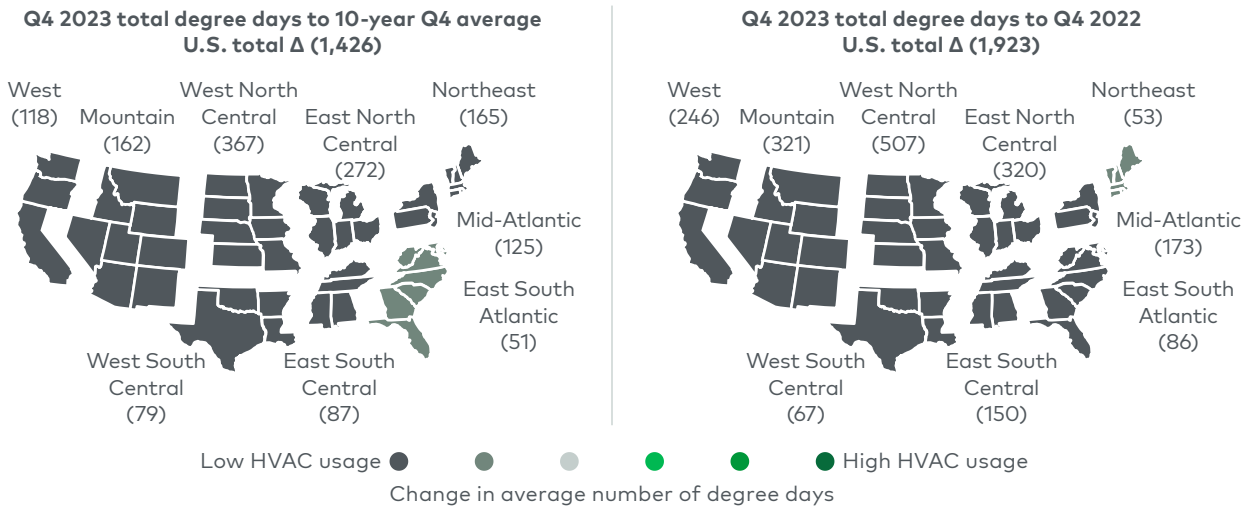 Q4 2023 total degree days to 10-year Q4 average
U.S. total Δ (1,426)
West
(118)
Mountain
(162)
West North
Central
(367)
East North
Central
(272)
Northeast
(165)
Mid-Atlantic
(125)
East South
Atlantic
(51)
West South
Central
(79)
East South
Central
(87)
Q4 2023 total degree days to Q4 2022
U.S. total Δ (1,923)
West
(246)
Mountain
(321)
West North
Central
(507)
East North
Central
(320)
Northeast
(53)
Mid-Atlantic
(173)
East South
Atlantic
(86)
West South
Central
(67)
East South
Central
(150)
Low HVAC usage
High HVAC usage
Change in average number of degree days